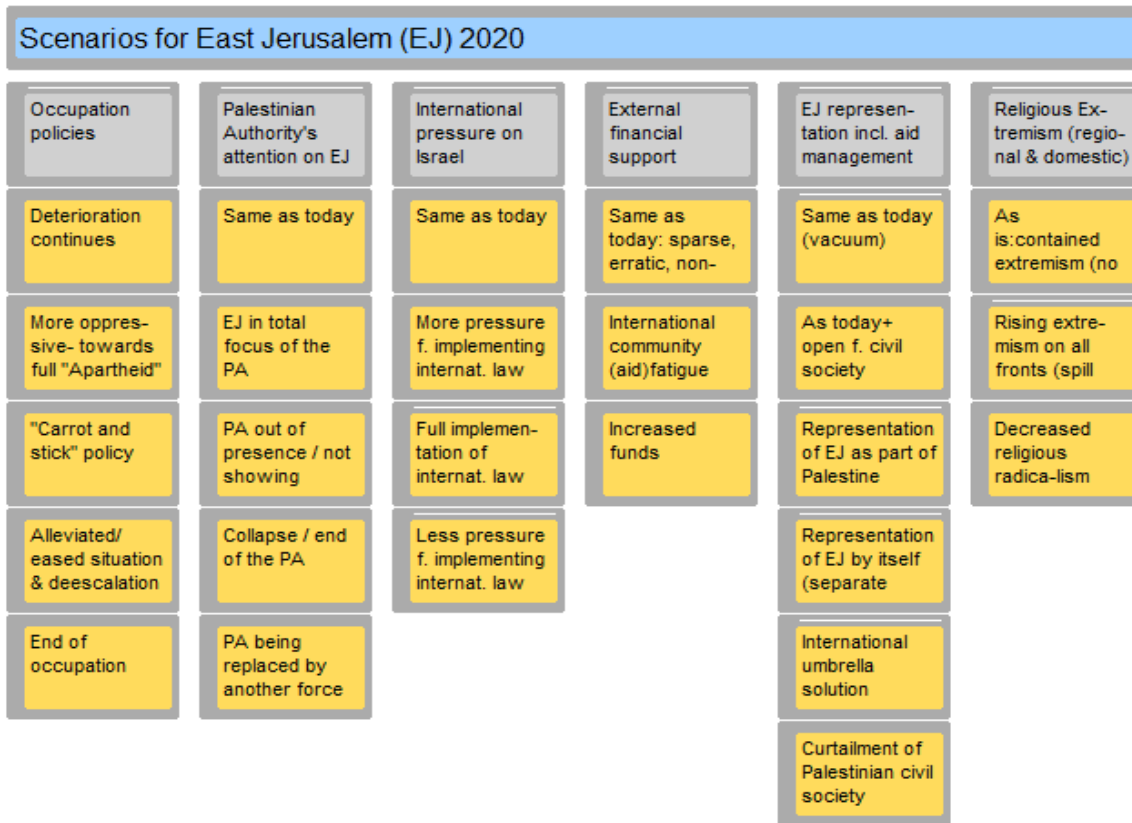 Scenarios for East Jerusalem (EJ) 2020
Occupation
policies
Deterioration
continues
More oppres-
sive- towards
full "Apartheid"
"Carrot and
stick" policy
Alleviated/
eased situation
& deescalation
End of
occupation
Palestinian
Authority's
attention on EJ
Same as today
EJ in total
focus of the
PA
PA out of
presence / not
showing
Collapse / end
of the PA
PA being
replaced by
another force
International
pressure on
Israel
Same as today
More pressure
f. implementing
internat. law
Full implemen-
tation of
internat. law
Less pressure
f. implementing
internat. law
External
financial
support
Same as
today: sparse,
erratic, non-
International
community
(aid)fatigue
Increased
funds
EJ represen-
tation incl. aid
management
Same as today
(vacuum)
As today+
open f. civil
society
Representation
of EJ as part of
Palestine
Representation
of EJ by itself
(separate
International
umbrella
solution
Curtailment of
Palestinian civil
society
Religious Ex-
tremism (regio-
nal & domestic)
As
is:contained
extremism (no
Rising extre-
mism on all
fronts (spill
Decreased
religious
radica-lism